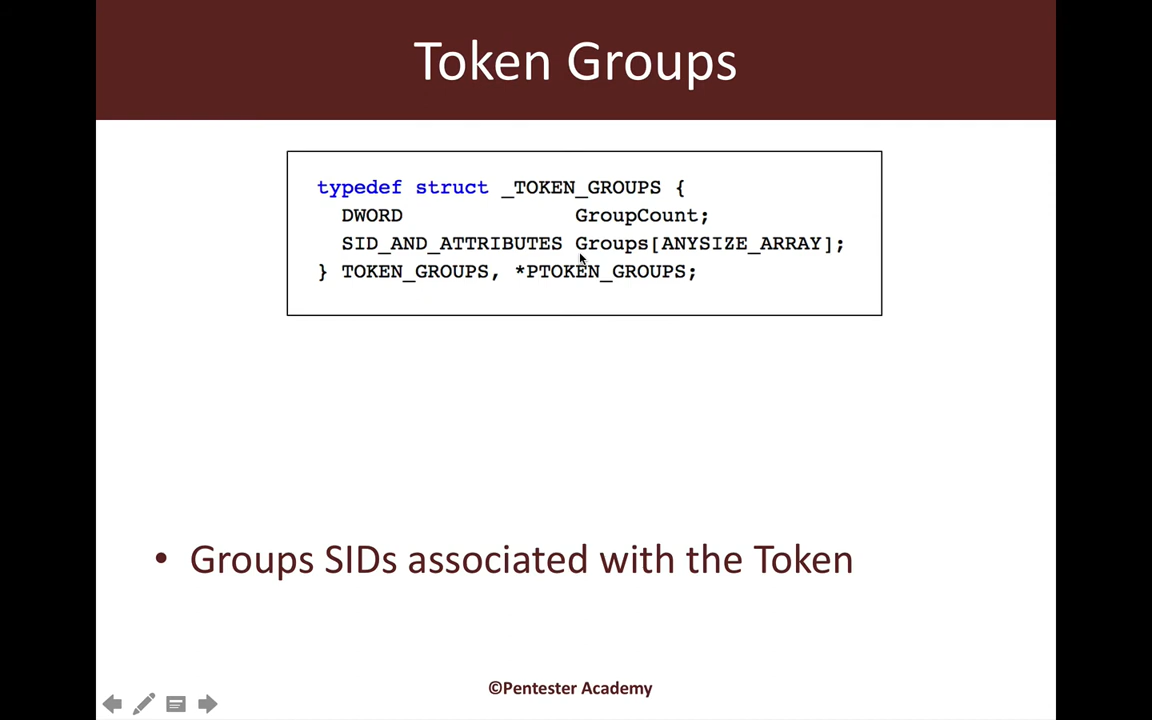 Token Groups
typedef struct _TOKEN_GROUPS {
DWORD GroupCount;
SID_AND_ATTRIBUTES Groups[ANYSIZE_ARRAY];
} TOKEN_GROUPS, *PTOKEN_GROUPS;
• Groups SIDs associated with the Token
©Pentester Academy